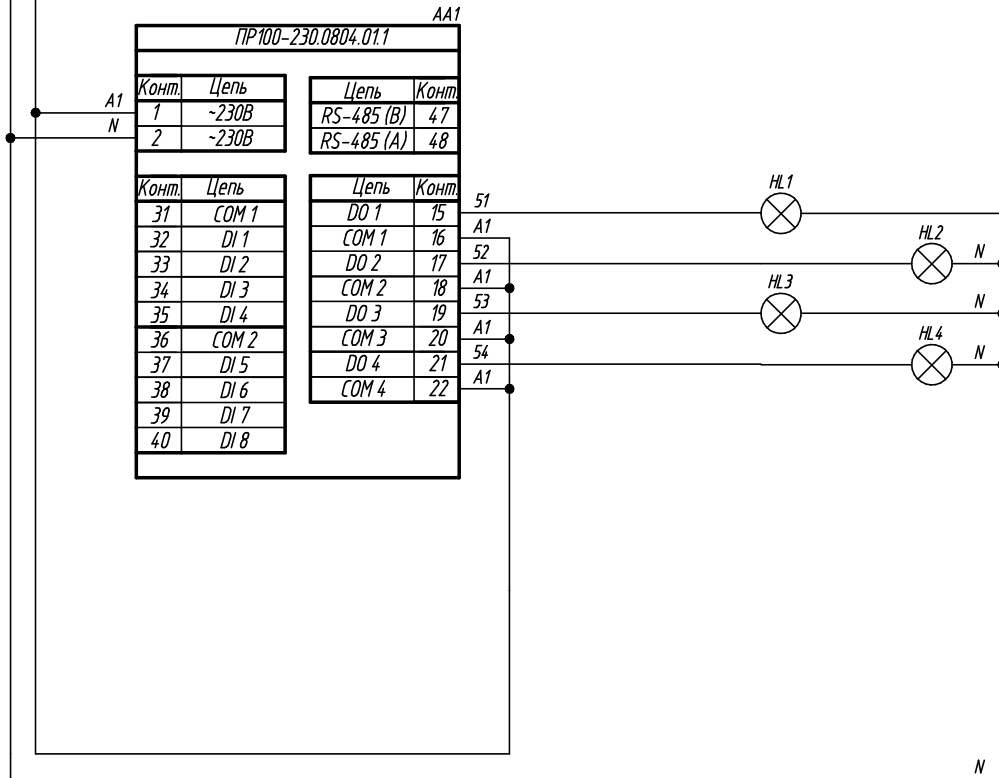 AA1
ПР100-230.0804.01.1
Конт. Цепь
1 ~230В
2 ~230В
Цепь Конт.
RS-485 (B) 47
RS-485 (A) 48
A1
N
Конт. Цепь
31 COM 1
32 DI 1
33 DI 2
34 DI 3
35 DI 4
36 COM 2
37 DI 5
38 DI 6
39 DI 7
40 DI 8
Цепь Конт.
DO 1 15
COM 1 16
DO 2 17
COM 2 18
DO 3 19
COM 3 20
DO 4 21
COM 4 22
51
A1
52
A1
53
A1
54
A1
HL1
HL2
N
HL3
N
HL4
N
N